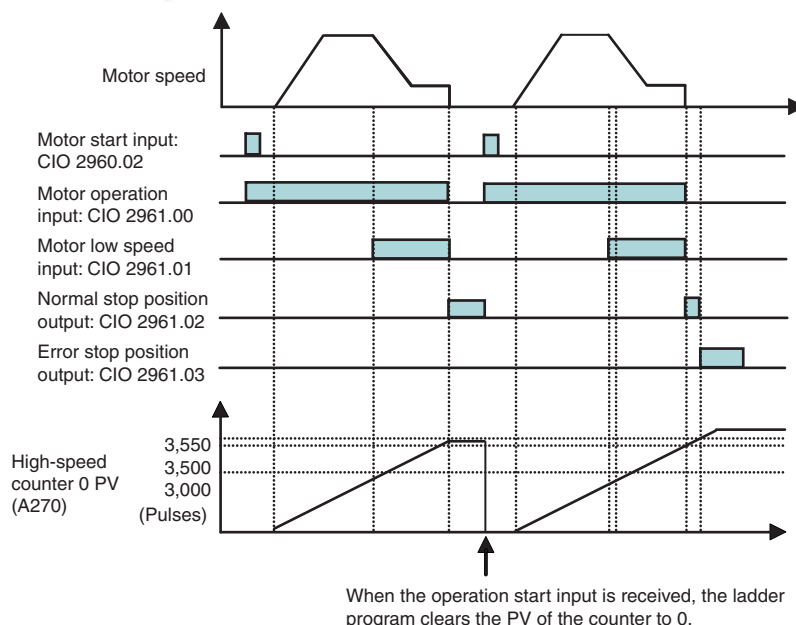 Motor speed
Motor start input:
CIO 2960.02
Motor operation
input: CIO 2961.00
Motor low speed
input: CIO 2961.01
Normal stop position
output: CIO 2961.02
Error stop position
output: CIO 2961.03
High-speed
counter 0 PV
(A270)
3,550
3,500
3,000
(Pulses)
When the operation start input is received, the ladder
program clears the PV of the counter to 0.